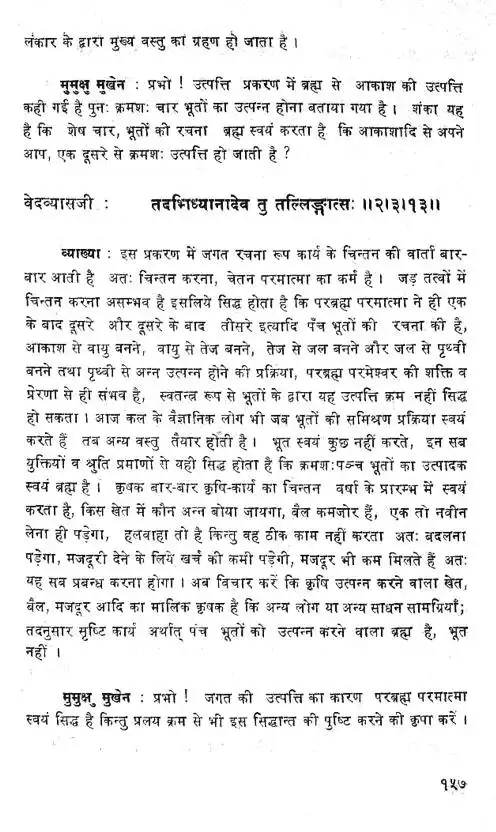 लंकार के द्वारा मुख्य वस्तु का ग्रहण हो जाता है ।
मुमुक्षु मुखेन : प्रभो ! उत्पत्ति प्रकरण में ब्रह्म से आकाश की उत्पत्ति
कही गई है पुनः क्रमशः चार भूतों का उत्पन्न होना बताया गया है । शंका यह
है कि शेष चार, भूतों की रचना ब्रह्म स्वयं करता है कि आकाशादि से अपने
आप, एक दूसरे से क्रमशः उत्पत्ति हो जाती है ?
वेदव्यासजी : तदभिध्यानादेव तु तल्लिङ्गात्सः ॥२।३।१३॥
व्याख्या : इस प्रकरण में जगत रचना रूप कार्य के चिन्तन की वार्ता बार-
बार आती है अतः चिन्तन करना, चेतन परमात्मा का कर्म है । जड़ तत्वों में
चिन्तन करना असम्भव है इसलिये सिद्ध होता है कि परब्रह्म परमात्मा ने ही एक
के बाद दूसरे और दूसरे के बाद तीसरे इत्यादि पँच भूतों की रचना की है,
आकाश से वायु बनने, वायु से तेज बनने, तेज से जल बनने और जल से पृथ्वी
बनने तथा पृथ्वी से अन्न उत्पन्न होने की प्रक्रिया, परब्रह्म परमेश्वर की शक्ति व
प्रेरणा से ही संभव है, स्वतन्त्र रूप से भूतों के द्वारा यह उत्पत्ति क्रम नहीं सिद्ध
हो सकता । आज कल के वैज्ञानिक लोग भी जब भूतों की समिश्रण प्रक्रिया स्वयं
करते हैं तब अन्य वस्तु तैयार होती है । भूत स्वयं कुछ नहीं करते, इन सब
युक्तियों व श्रुति प्रमाणों से यही सिद्ध होता है कि क्रमशःपञ्च भूतों का उत्पादक
स्वयं ब्रह्म है । कृषक बार-बार कृषि-कार्य का चिन्तन वर्षा के प्रारम्भ में स्वयं
करता है, किस खेत में कौन अन्न बोया जायगा, बैल कमजोर हैं, एक तो नवीन
लेना ही पड़ेगा, हलवाहा तो है किन्तु वह ठीक काम नहीं करता अतः बदलना
पड़ेगा, मजदूरी देने के लिये खर्च की कमी पड़ेगी, मजदूर भी कम मिलते हैं अतः
यह सब प्रबन्ध करना होगा । अब विचार करें कि कृषि उत्पन्न करने वाला खेत,
बैल, मजदूर आदि का मालिक कृषक है कि अन्य लोग या अन्य साधन सामग्रियाँ;
तदनुसार सृष्टि कार्य अर्थात् पंच भूतों को उत्पन्न करने वाला ब्रह्म है, भूत
नहीं ।
मुमुक्षु मुखेन : प्रभो ! जगत की उत्पत्ति का कारण परब्रह्म परमात्मा
स्वयं सिद्ध है किन्तु प्रलय क्रम से भी इस सिद्धान्त की पुष्टि करने की कृपा करें ।
१५७